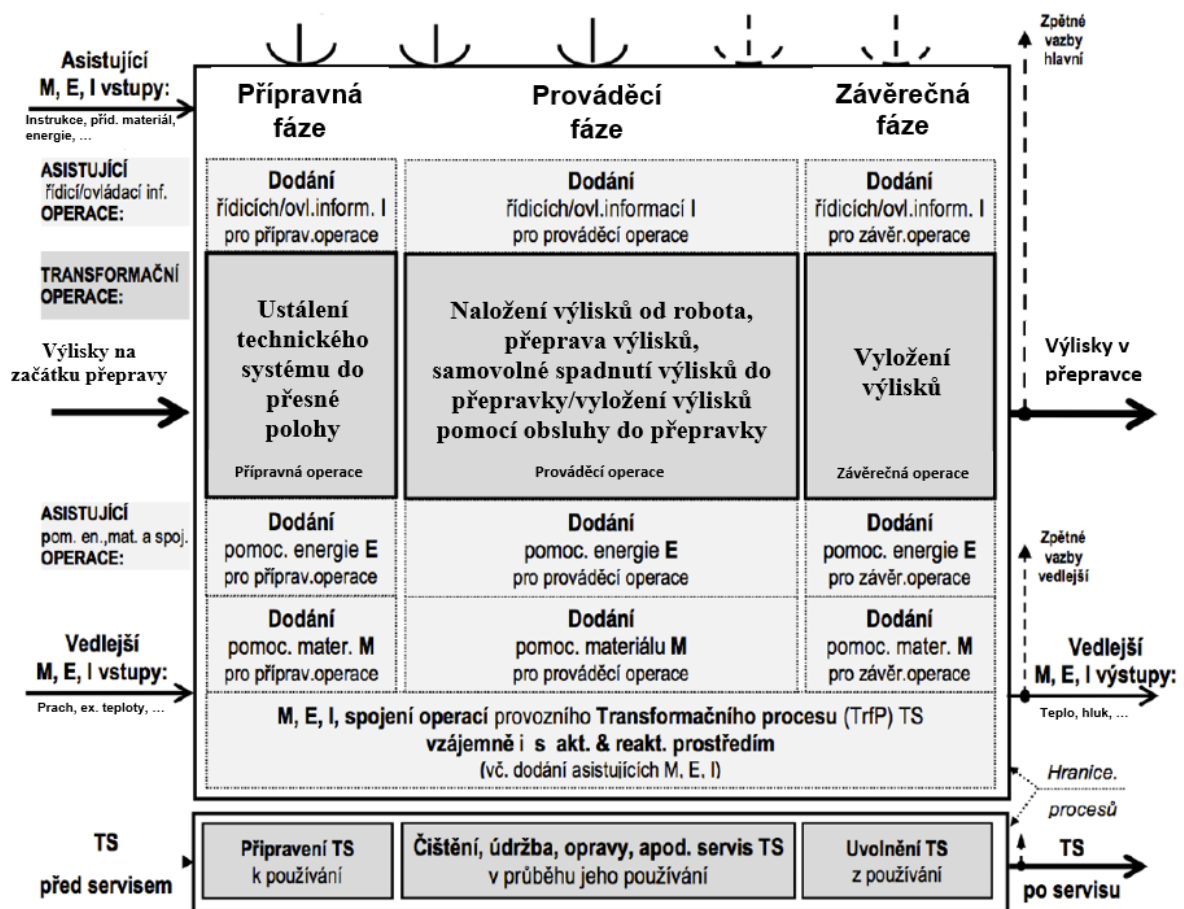 Asistující
M, E, I vstupy:
Instrukce, příd. materiál,
energie, ...
Přípravná
fáze
Prováděcí
fáze
Závěrečná
fáze
Zpětné
vazby
hlavní
ASISTUJÍCÍ
řídicí/ovládací inf.
OPERACE:
Dodání
řídicích/ovl.inform. I
pro příprav.operace
Dodání
řídicích/ovl.informací I
pro prováděcí operace
Dodání
řídicích/ovl.inform. I
pro závěr.operace
TRANSFORMAČNÍ
OPERACE:
Výlisky na
začátku přepravy
Ustálení
technického
systému do
přesné
polohy
Přípravná operace
Naložení výlisků od robota,
přeprava výlisků,
samovolné spadnutí výlisků do
přepravky/vyložení výlisků
pomocí obsluhy do přepravky
Prováděcí operace
Vyložení
výlisků
Závěrečná operace
Výlisky v
přepravce
ASISTUJÍCÍ
pom. en.,mat. a spoj.
OPERACE:
Dodání
pomoc. energie E
pro příprav.operace
Dodání
pomoc. energie E
pro prováděcí operace
Dodání
pomoc. energie E
pro závěr.operace
Zpětné
vazby
vedlejší
Vedlejší
M, E, I vstupy:
Prach, ex. teploty, ...
Dodání
pomoc. mater. M
pro příprav.operace
Dodání
pomoc. materiálu M
pro prováděcí operace
Dodání
pomoc. mater. M
pro závěr.operace
Vedlejší
M, E, I výstupy:
Teplo, hluk, ...
M, E, I, spojení operací provozního Transformačního procesu (TrfP) TS
vzájemně i s akt. & reakt. prostředím
(vč. dodání asistujících M, E, I)
Hranice.
procesů
TS
před servisem
Připravení TS
k používání
Čištění, údržba, opravy, apod. servis TS
v průběhu jeho používání
Uvolnění TS
z používání
TS
po servisu